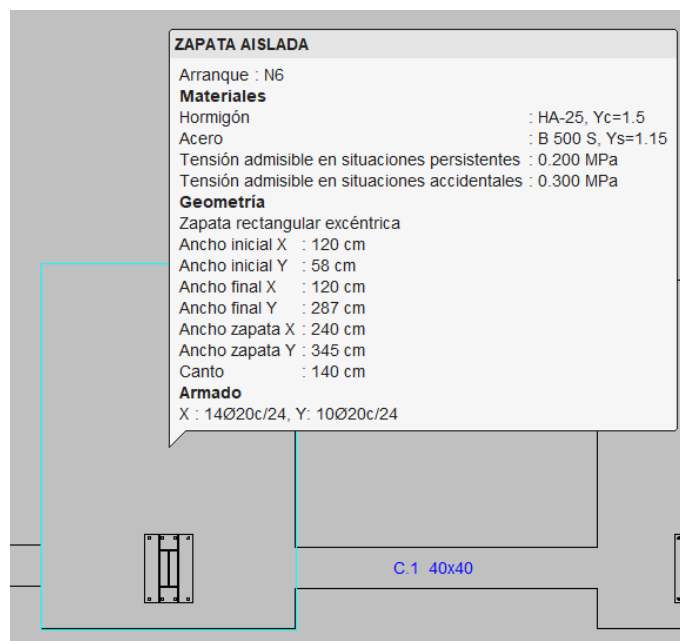 ZAPATA AISLADA
Arranque : N6
Materiales
Hormigón : HA-25, Yc=1.5
Acero : B 500 S, Ys=1.15
Tensión admisible en situaciones persistentes : 0.200 MPa
Tensión admisible en situaciones accidentales : 0.300 MPa
Geometría
Zapata rectangular excéntrica
Ancho inicial X : 120 cm
Ancho inicial Y : 58 cm
Ancho final X : 120 cm
Ancho final Y : 287 cm
Ancho zapata X : 240 cm
Ancho zapata Y : 345 cm
Canto : 140 cm
Armado
X : 14Ø20c/24, Y: 10Ø20c/24
C.1 40x40